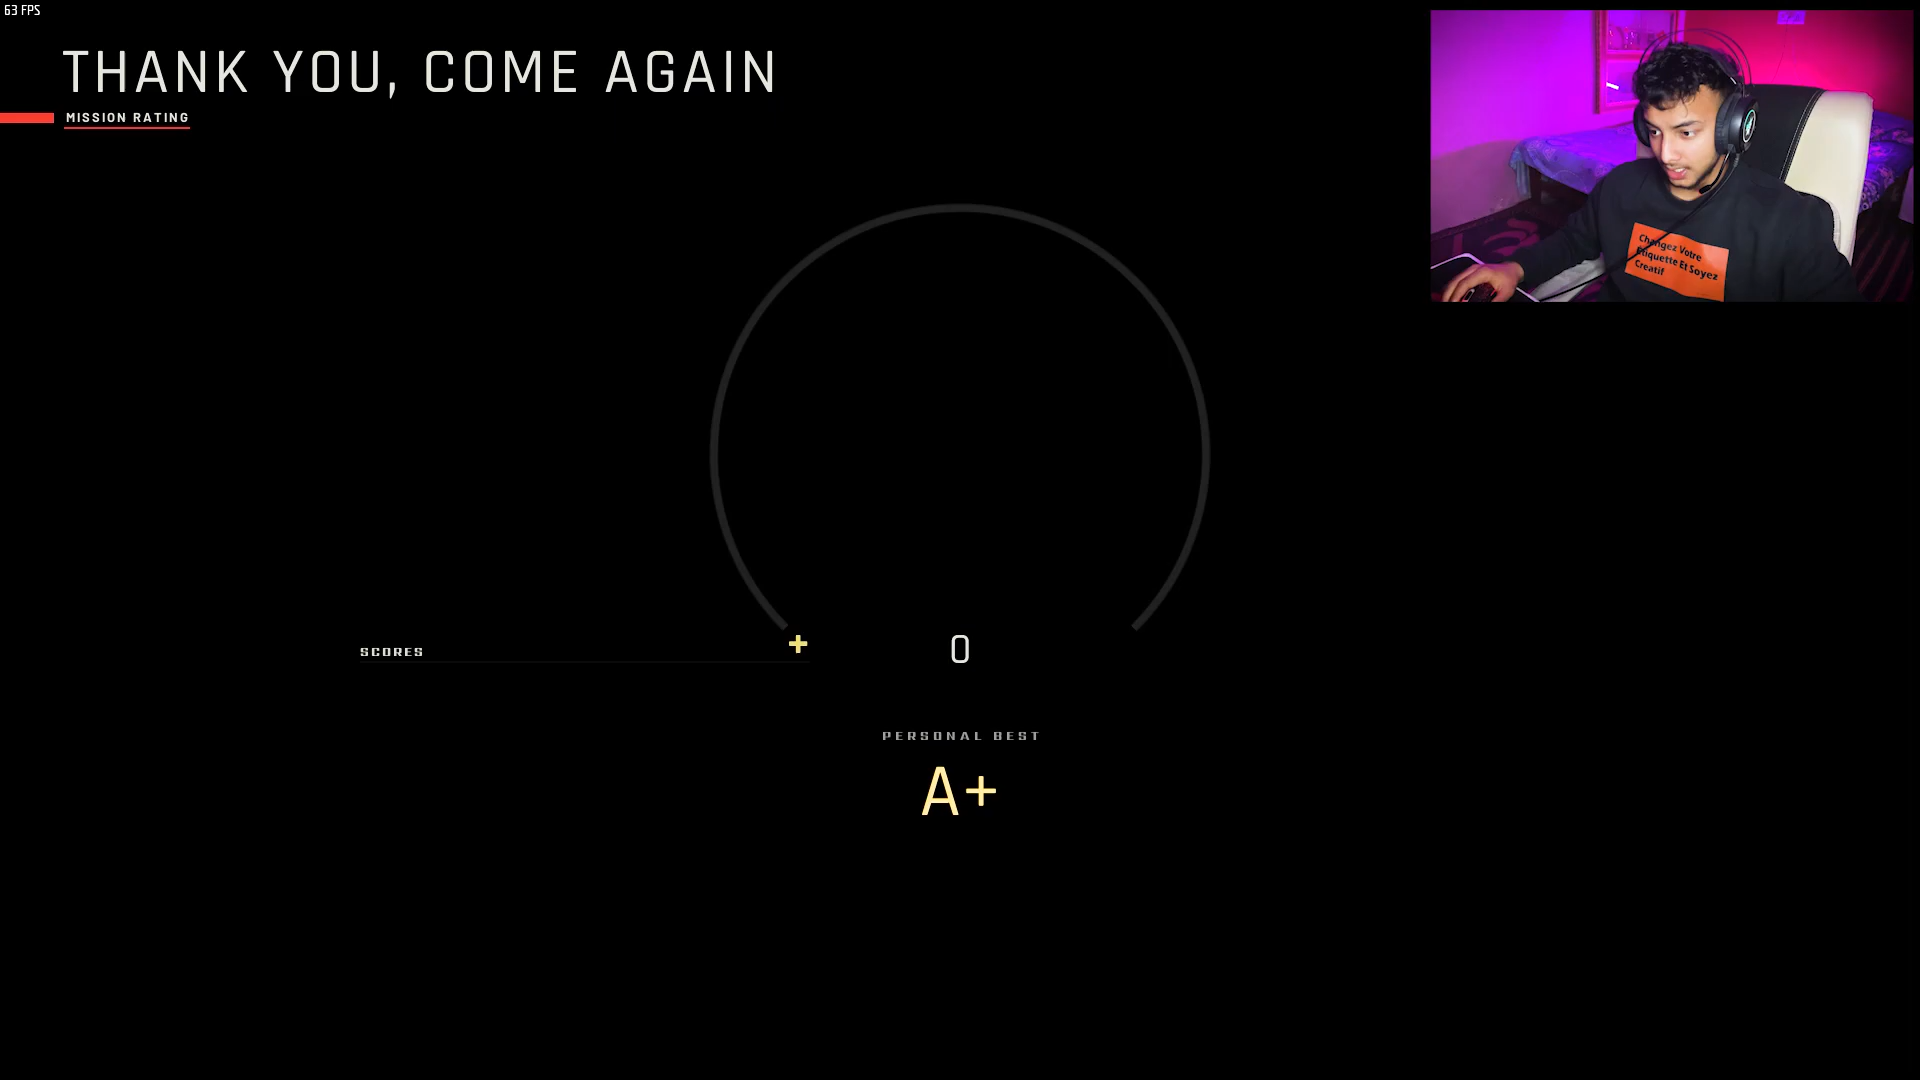 63 FPS
THANK YOU, COME AGAIN
MISSION RATING
Changez Votre
Étiquette Et Soyez
Creatif
SCORES
+
0
PERSONAL BEST
A+